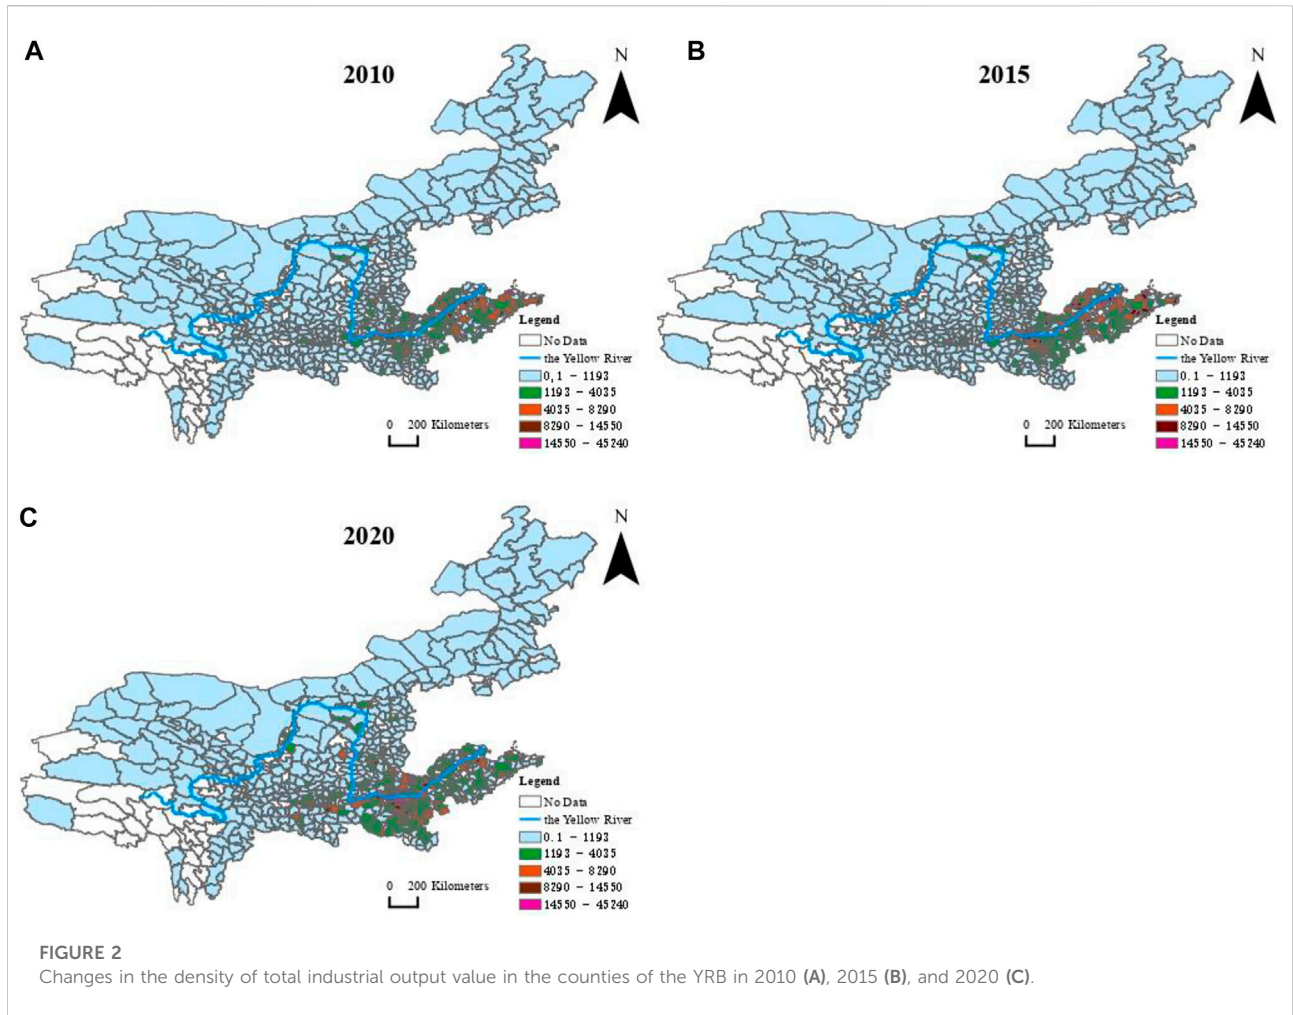 A
2010
N
Legend
No Data
the Yellow River
0, 1 - 1193
1193 - 4035
4035 - 8290
8290 - 14550
14550 - 45240
0 200 Kilometers
B
2015
N
Legend
No Data
the Yellow River
0. 1 - 1193
1193 - 4035
4035 - 8290
8290 - 14550
14550 - 45240
0 200 Kilometers
C
2020
N
Legend
No Data
the Yellow River
0. 1 - 1193
1193 - 4035
4035 - 8290
8290 - 14550
14550 - 45240
0 200 Kilometers
FIGURE 2
Changes in the density of total industrial output value in the counties of the YRB in 2010 (A), 2015 (B), and 2020 (C).